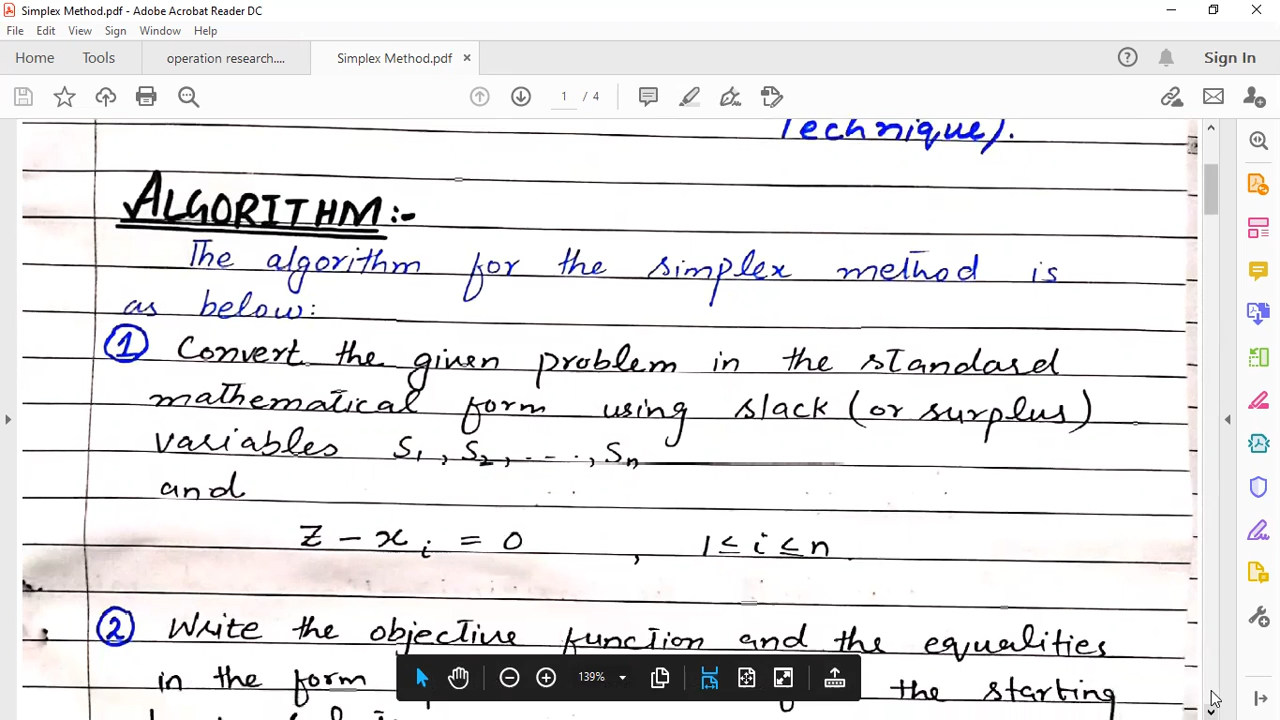 Simplex Method.pdf - Adobe Acrobat Reader DC
File Edit View Sign Window Help
Home Tools operation research.... Simplex Method.pdf × Sign In
1 / 4
Technique).
ALGORITHM:-
The algorithm for the simplex method is
as below:
1 Convert the given problem in the standard
mathematical form using slack (or surplus)
variables S1, S2, ..., Sn
and
Z - xi = 0 , 1 ≤ i ≤ n
2 Write the objective function and the equalities
in the form the starting
139%